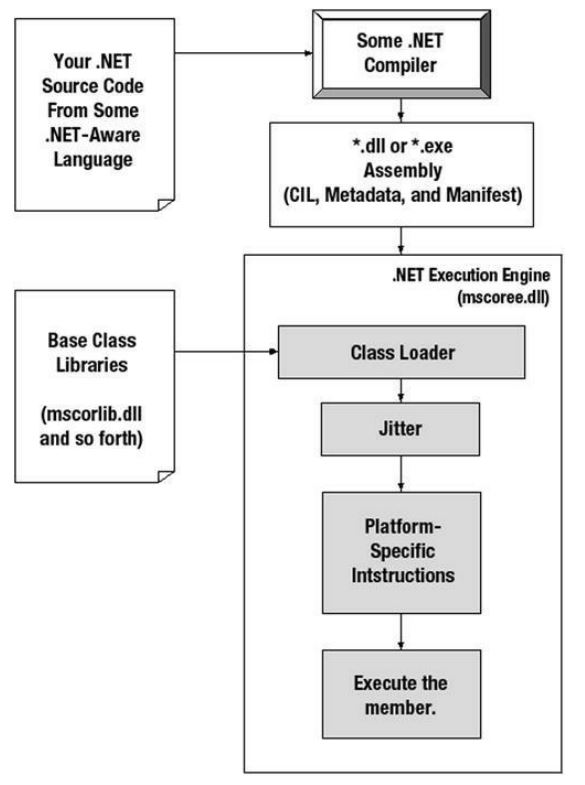 Your .NET
Source Code
From Some
.NET-Aware
Language
Some .NET
Compiler
*.dll or *.exe
Assembly
(CIL, Metadata, and Manifest)
.NET Execution Engine
(mscoree.dll)
Base Class
Libraries
(mscorlib.dll
and so forth)
Class Loader
Jitter
Platform-
Specific
Intstructions
Execute the
member.